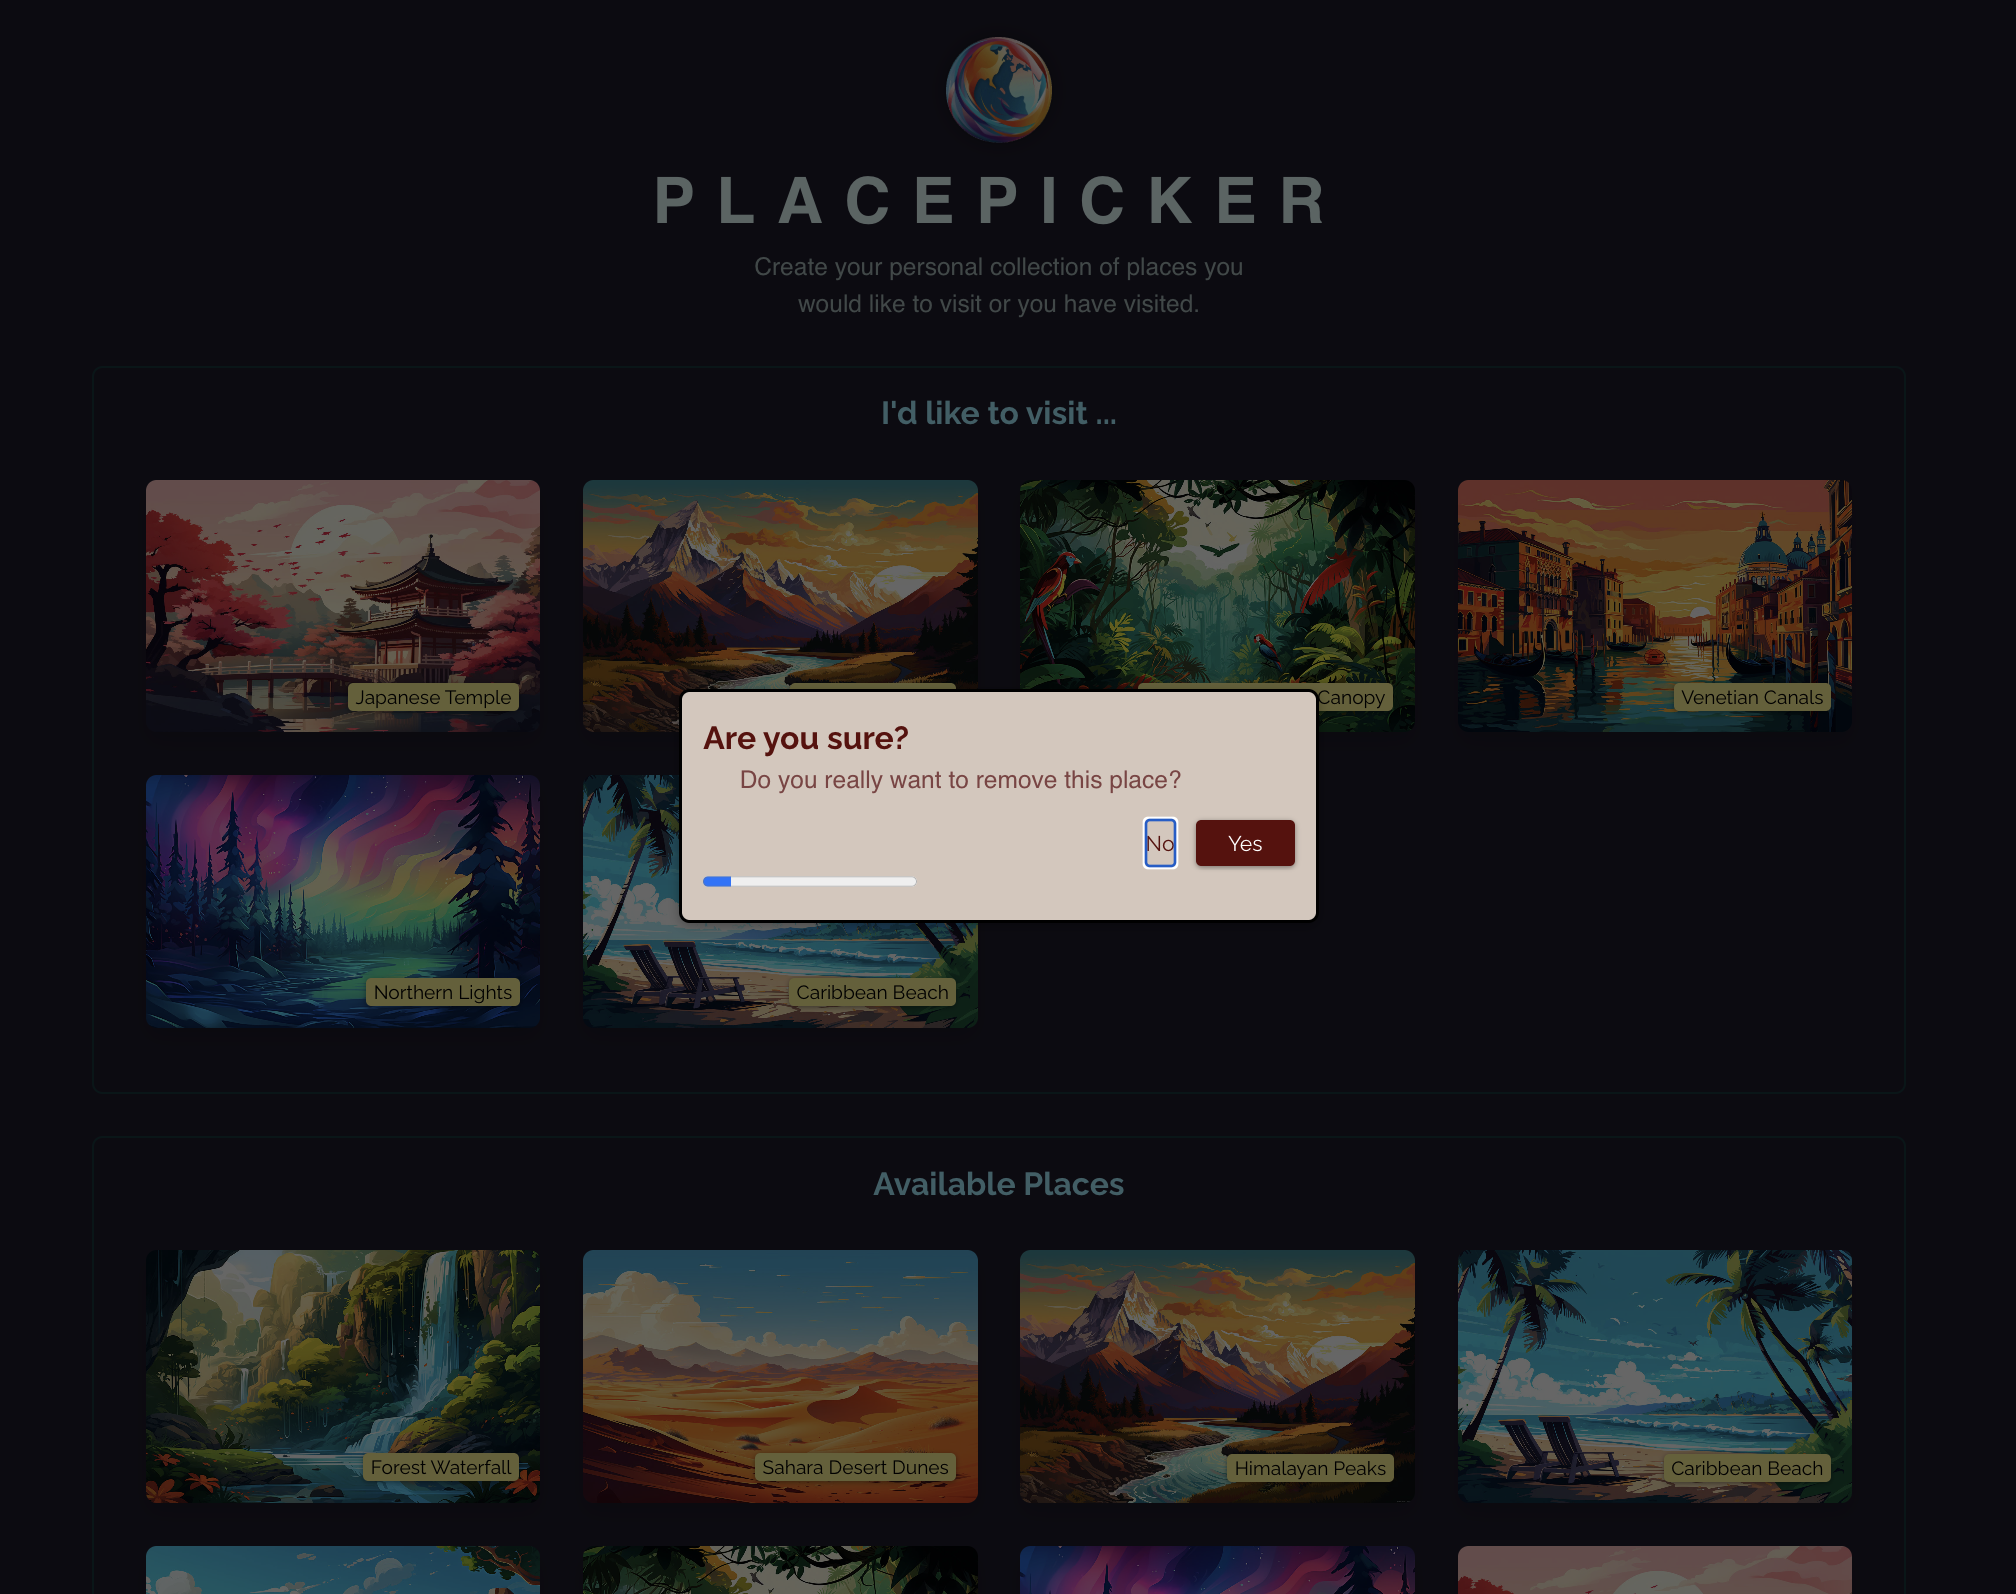 PLACEPICKER
Create your personal collection of places you
would like to visit or you have visited.
I'd like to visit ...
Japanese Temple
Canopy
Venetian Canals
Are you sure?
Do you really want to remove this place?
No
Yes
Northern Lights
Caribbean Beach
Available Places
Forest Waterfall
Sahara Desert Dunes
Himalayan Peaks
Caribbean Beach